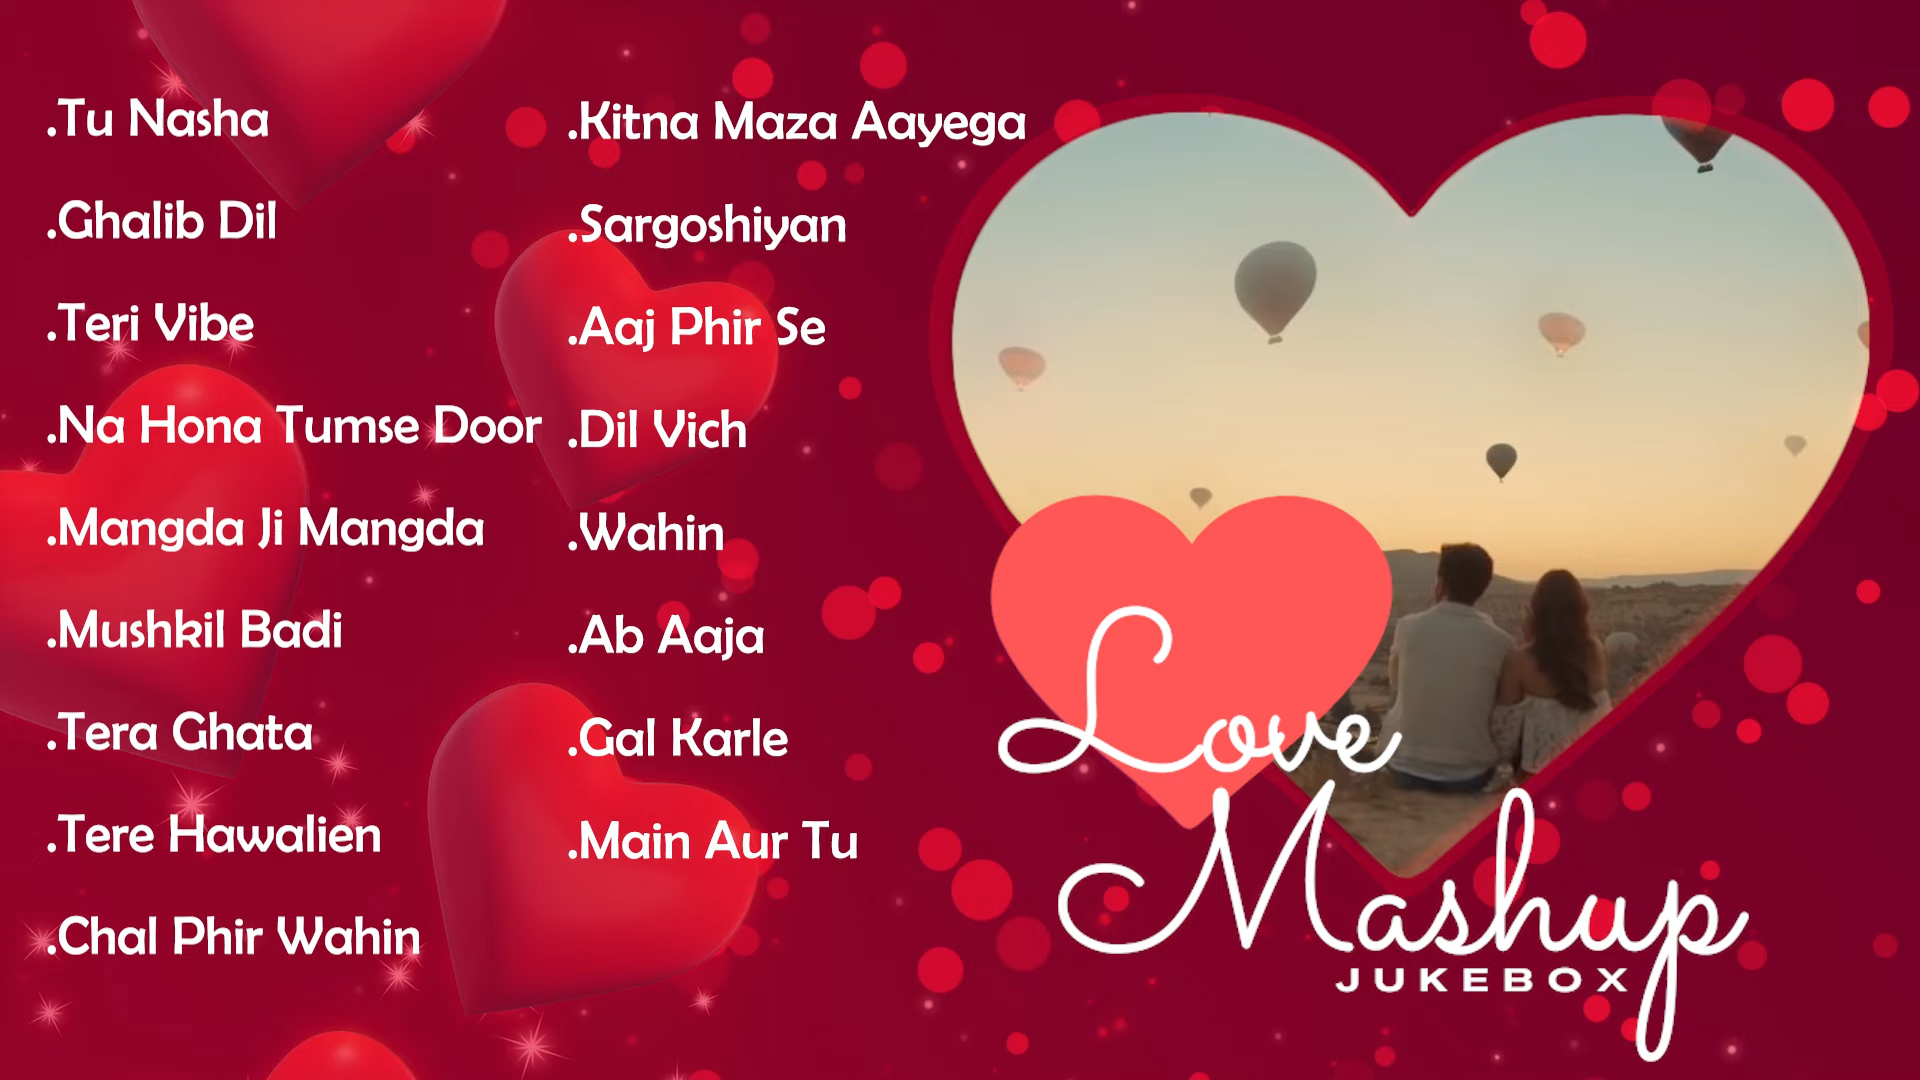 .Tu Nasha
.Ghalib Dil
.Teri Vibe
.Na Hona Tumse Door
.Mangda Ji Mangda
.Mushkil Badi
.Tera Ghata
.Tere Hawalien
.Chal Phir Wahin
.Kitna Maza Aayega
.Sargoshiyan
.Aaj Phir Se
.Dil Vich
.Wahin
.Ab Aaja
.Gal Karle
.Main Aur Tu
Love
Mashup
JUKEBOX